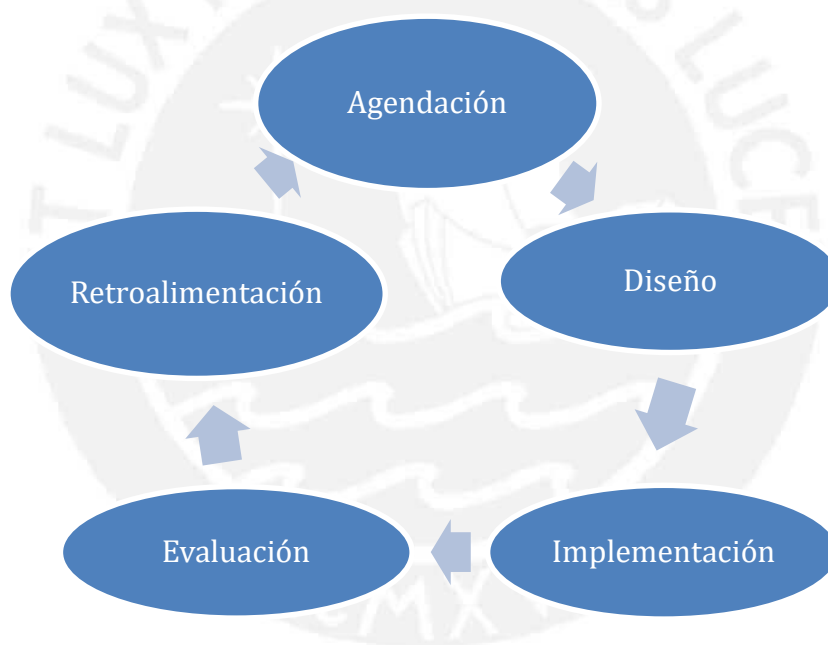 Agendación
Diseño
Implementación
Evaluación
Retroalimentación